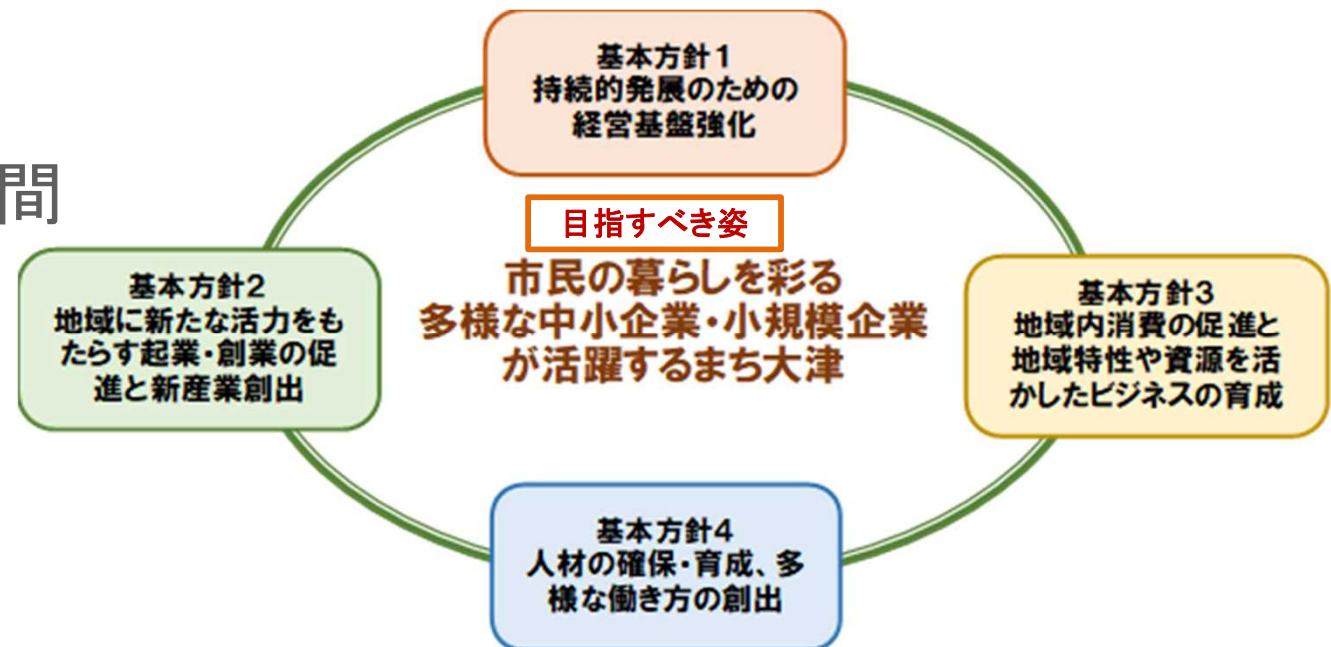 基本方針1
持続的発展のための
経営基盤強化
間
目指すべき姿
市民の暮らしを彩る
多様な中小企業・小規模企業
が活躍するまち大津
基本方針2
地域に新たな活力をも
たらす起業・創業の促
進と新産業創出
基本方針3
地域内消費の促進と
地域特性や資源を活
かしたビジネスの育成
基本方針4
人材の確保・育成、多
様な働き方の創出